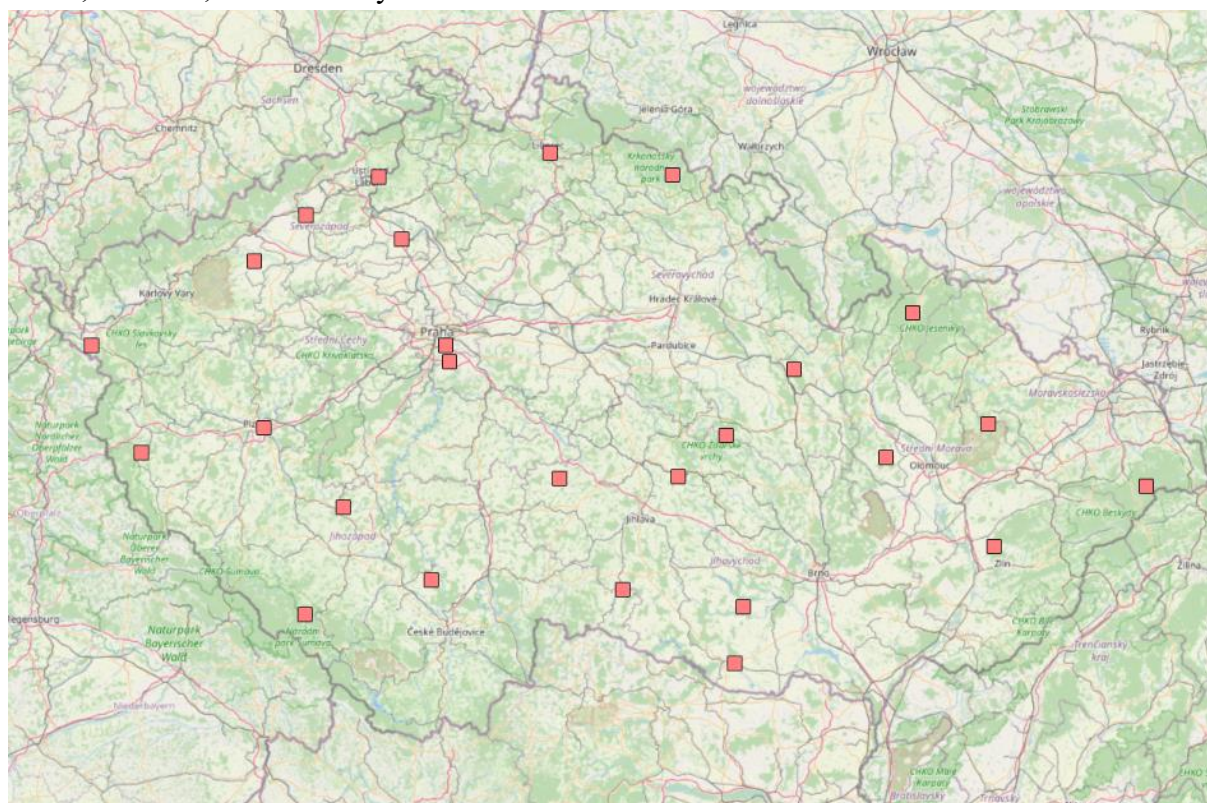 Legnica
Wrocław
Dresden
Sachsen
Chemnitz
Jelenia Góra
województwo
dolnośląskie
Stobrawski
Park Krajobrazowy
Wałbrzych
Krkonošský
národní
park
województwo
opolskie
Severozápad
Severovýchod
Karlovy Vary
Hradec Králové
CHKO Slavkovský
les
Praha
Střední Čechy
CHKO Křivoklátsko
Pardubice
CHKO Jeseníky
Rybnik
Jastrzębie-
Zdrój
Moravskoslezsko
Naturpark
Nördlicher
Oberpfälzer
Wald
CHKO Žďárské
vrchy
Střední Morava
Olomouc
CHKO Beskydy
Jihlava
Jihozápad
Naturpark
Oberer
Bayerischer
Wald
CHKO Šumava
Jihovýchod
Brno
Zlín
Žilina
Naturpark
Bayerischer
Wald
Národní
park Šumava
České Budějovice
CHKO Bílé
Karpaty
Trenčiansky
kraj
Niederbayern
CHKO Malé
Karpaty
Bratislavský
Trnavský